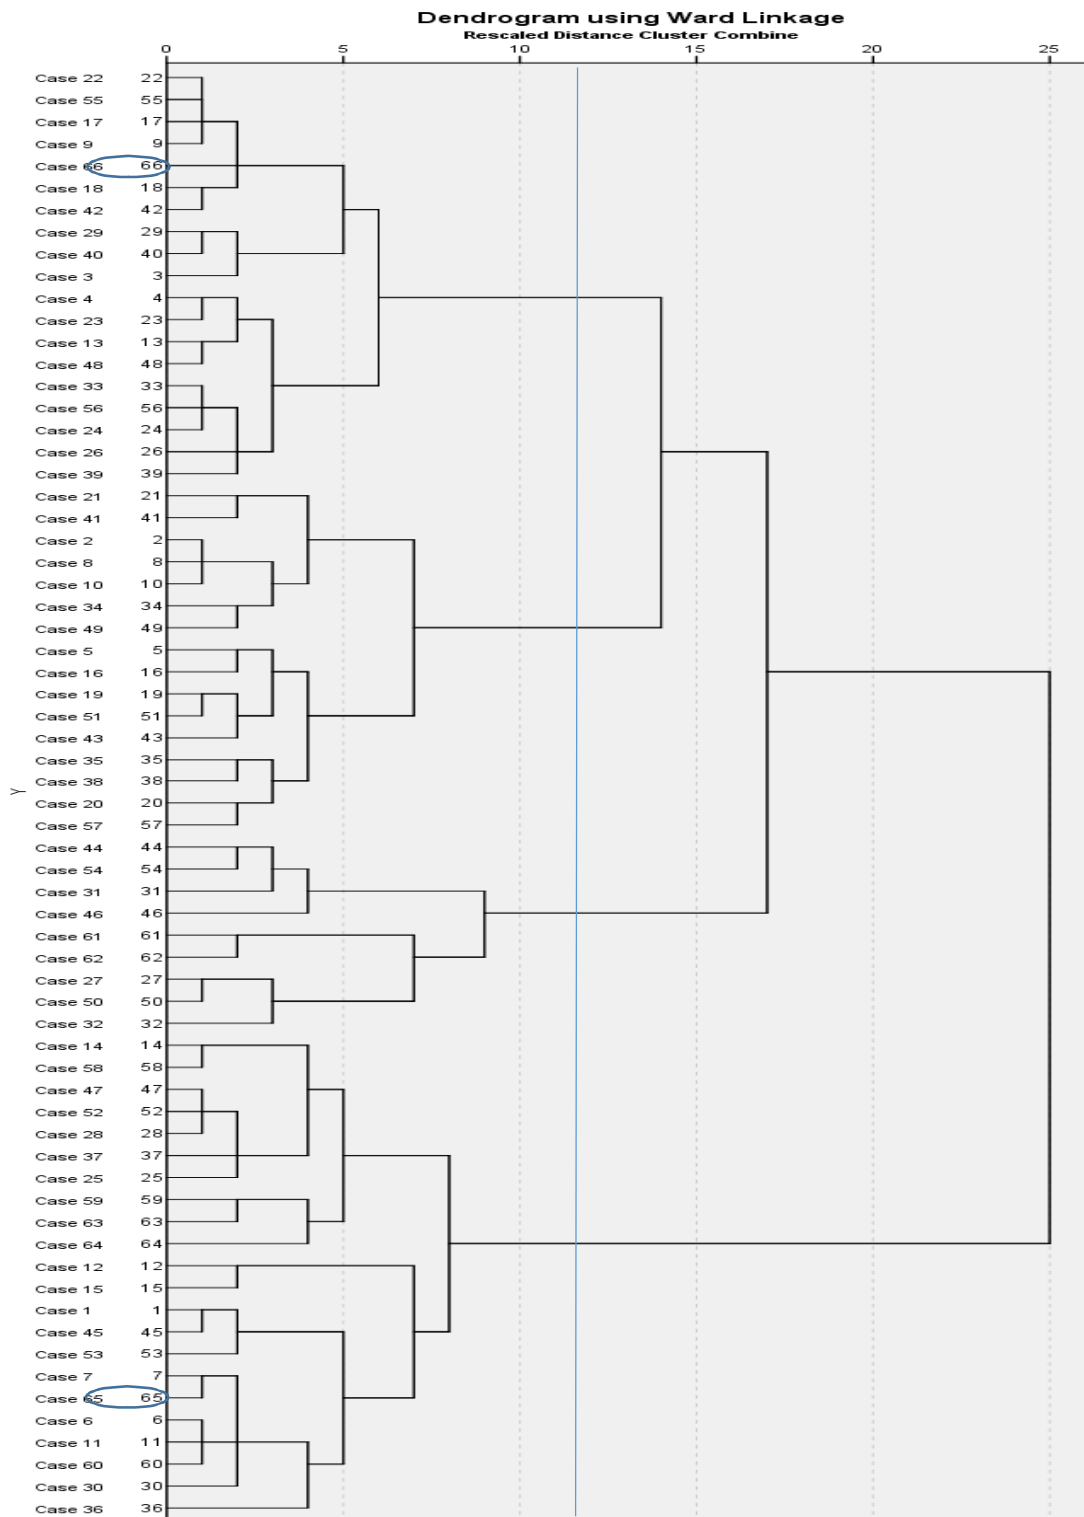 Dendrogram using Ward Linkage
Rescaled Distance Cluster Combine
0 5 10 15 20 25
Case 22 22
Case 55 55
Case 17 17
Case 9 9
Case 66 66
Case 18 18
Case 42 42
Case 29 29
Case 40 40
Case 3 3
Case 4 4
Case 23 23
Case 13 13
Case 48 48
Case 33 33
Case 56 56
Case 24 24
Case 26 26
Case 39 39
Case 21 21
Case 41 41
Case 2 2
Case 8 8
Case 10 10
Case 34 34
Case 49 49
Case 5 5
Case 16 16
Case 19 19
Case 51 51
Case 43 43
Case 35 35
Case 38 38
Y
Case 20 20
Case 57 57
Case 44 44
Case 54 54
Case 31 31
Case 46 46
Case 61 61
Case 62 62
Case 27 27
Case 50 50
Case 32 32
Case 14 14
Case 58 58
Case 47 47
Case 52 52
Case 28 28
Case 37 37
Case 25 25
Case 59 59
Case 63 63
Case 64 64
Case 12 12
Case 15 15
Case 1 1
Case 45 45
Case 53 53
Case 7 7
Case 65 65
Case 6 6
Case 11 11
Case 60 60
Case 30 30
Case 36 36